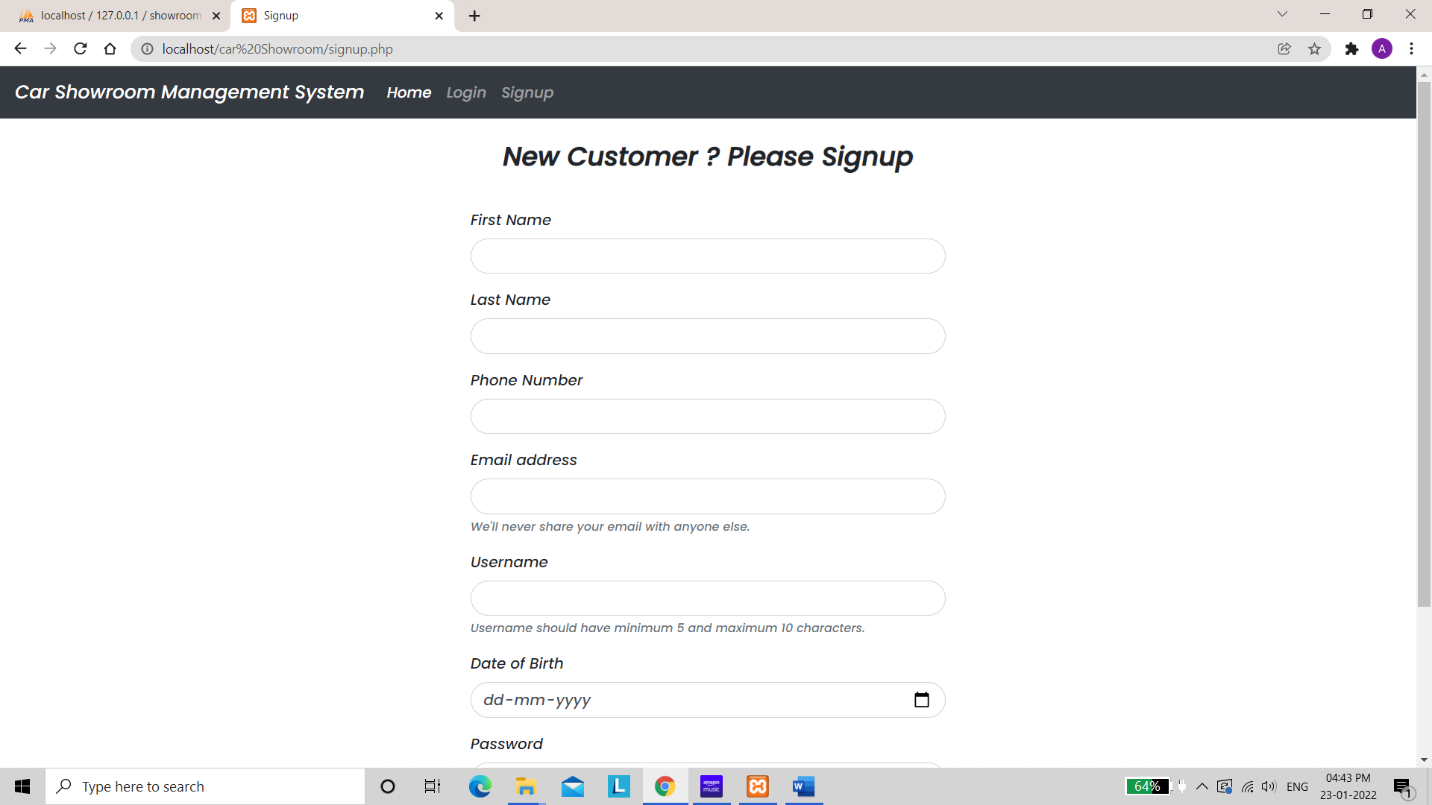 localhost / 127.0.0.1 / showroom
Signup
localhost/car%20Showroom/signup.php
A
Car Showroom Management System Home Login Signup
New Customer ? Please Signup
First Name
Last Name
Phone Number
Email address
We'll never share your email with anyone else.
Username
Username should have minimum 5 and maximum 10 characters.
Date of Birth
dd-mm-yyyy
Password
Type here to search
L
amazon music
W
64%
ENG
04:43 PM
23-01-2022
1